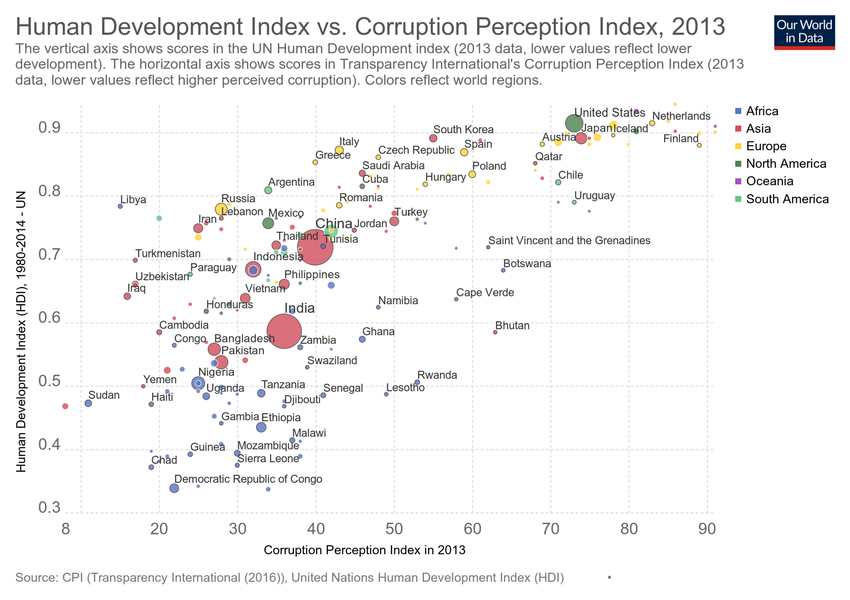 Human Development Index vs. Corruption Perception Index, 2013
The vertical axis shows scores in the UN Human Development index (2013 data, lower values reflect lower
development). The horizontal axis shows scores in Transparency International's Corruption Perception Index (2013
data, lower values reflect higher perceived corruption). Colors reflect world regions.
Our World
in Data
Africa
Asia
Europe
North America
Oceania
South America
Human Development Index (HDI), 1980-2014 - UN
0.9
0.8
0.7
0.6
0.5
0.4
0.3
United States
Netherlands
South Korea
Japan
Iceland
Italy
Austria
Finland
Spain
Greece
Czech Republic
Qatar
Saudi Arabia
Poland
Cuba
Hungary
Chile
Argentina
Libya
Russia
Romania
Uruguay
Lebanon
Iran
Mexico
Turkey
China
Jordan
Thailand
Tunisia
Saint Vincent and the Grenadines
Turkmenistan
Indonesia
Botswana
Paraguay
Uzbekistan
Philippines
Iraq
Vietnam
Cape Verde
Honduras
India
Namibia
Cambodia
Bhutan
Congo
Bangladesh
Zambia
Ghana
Pakistan
Swaziland
Yemen
Nigeria
Rwanda
Sudan
Haiti
Uganda
Tanzania
Senegal
Lesotho
Djibouti
Gambia
Ethiopia
Malawi
Guinea
Mozambique
Chad
Sierra Leone
Democratic Republic of Congo
8
20
30
40
50
60
70
80
90
Corruption Perception Index in 2013
Source: CPI (Transparency International (2016)), United Nations Human Development Index (HDI)